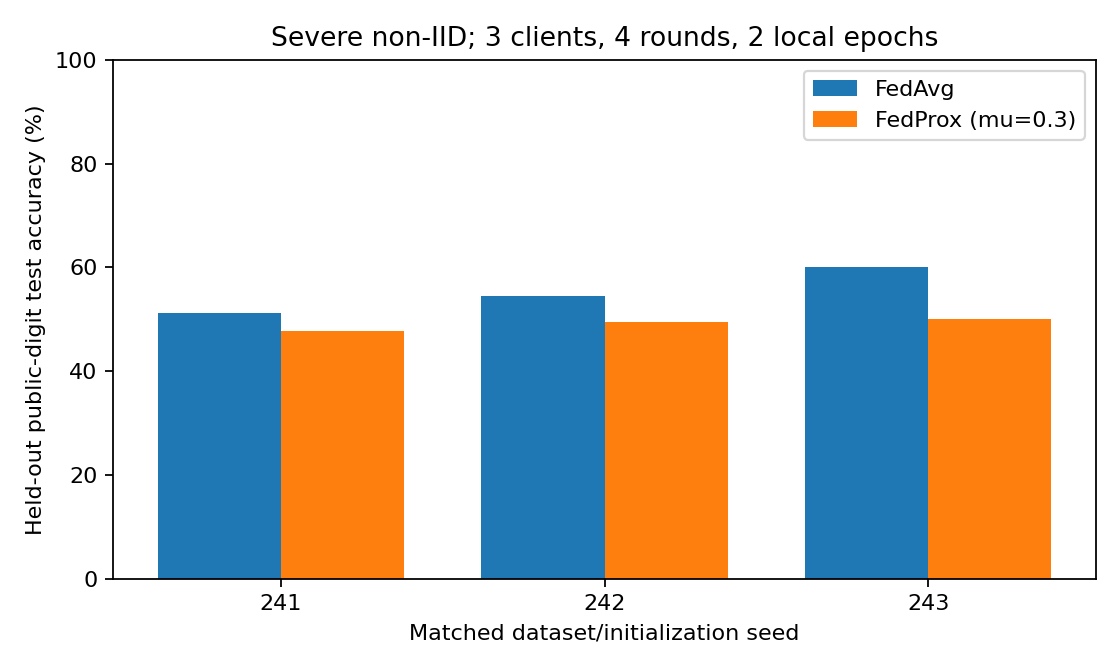 Severe non-IID; 3 clients, 4 rounds, 2 local epochs
Held-out public-digit test accuracy (%)
100
80
60
40
20
0
FedAvg
FedProx (mu=0.3)
241
242
243
Matched dataset/initialization seed